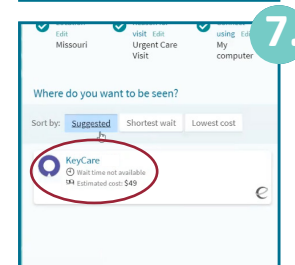 7.
Edit
visit Edit
using
Missouri
Urgent Care
Visit
My
computer
Where do you want to be seen?
Sort by:
Suggested
Shortest wait
Lowest cost
KeyCare
Wait time not available
Estimated cost: $49